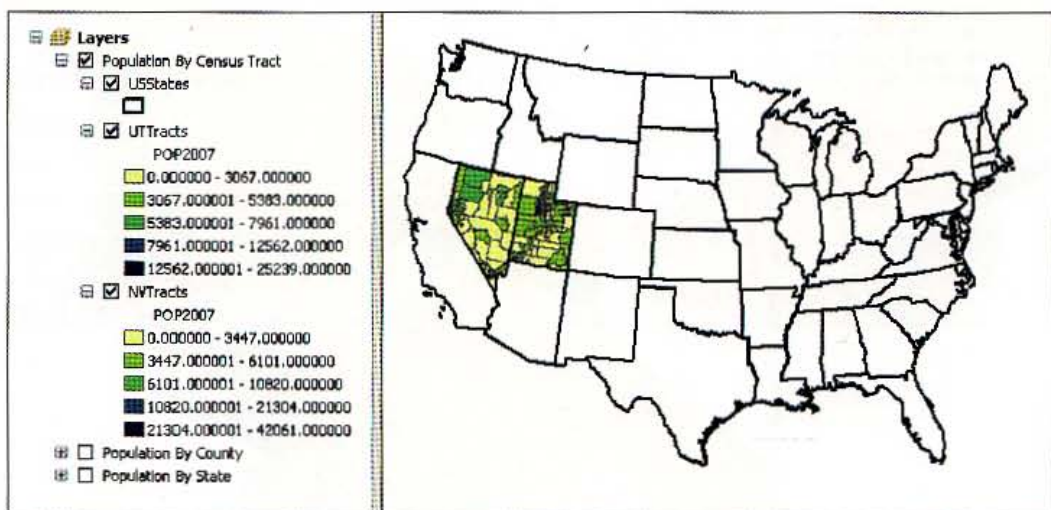 Layers
Population By Census Tract
USStates
UTTracts
POP2007
0.000000 - 3067.000000
3067.000001 - 5383.000000
5383.000001 - 7961.000000
7961.000001 - 12562.000000
12562.000001 - 25239.000000
NVTracts
POP2007
0.000000 - 3447.000000
3447.000001 - 6101.000000
6101.000001 - 10820.000000
10820.000001 - 21304.000000
21304.000001 - 42061.000000
Population By County
Population By State